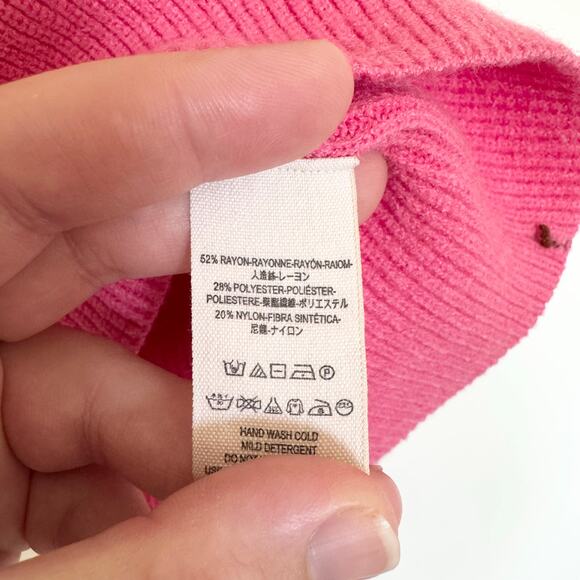 52% RAYON-RAYONNE-RAYÓN-RAIOM-
人造絲-レーヨン
28% POLYESTER-POLIÉSTER-
POLIESTERE-聚酯纖維-ポリエステル
20% NYLON-FIBRA SINTÉTICA-
尼龍-ナイロン
HAND WASH COLD
MILD DETERGENT
DO NOT